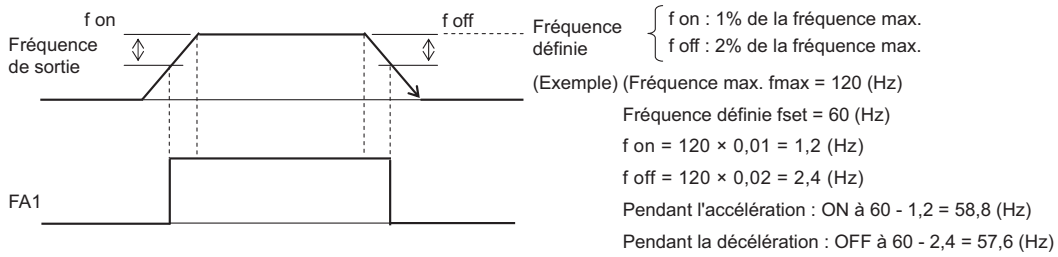 f on
f off
Fréquence
de sortie
Fréquence
définie
f on : 1% de la fréquence max.
f off : 2% de la fréquence max.
(Exemple) (Fréquence max. fmax = 120 (Hz)
Fréquence définie fset = 60 (Hz)
f on = 120 × 0,01 = 1,2 (Hz)
f off = 120 × 0,02 = 2,4 (Hz)
Pendant l'accélération : ON à 60 - 1,2 = 58,8 (Hz)
Pendant la décélération : OFF à 60 - 2,4 = 57,6 (Hz)
FA1